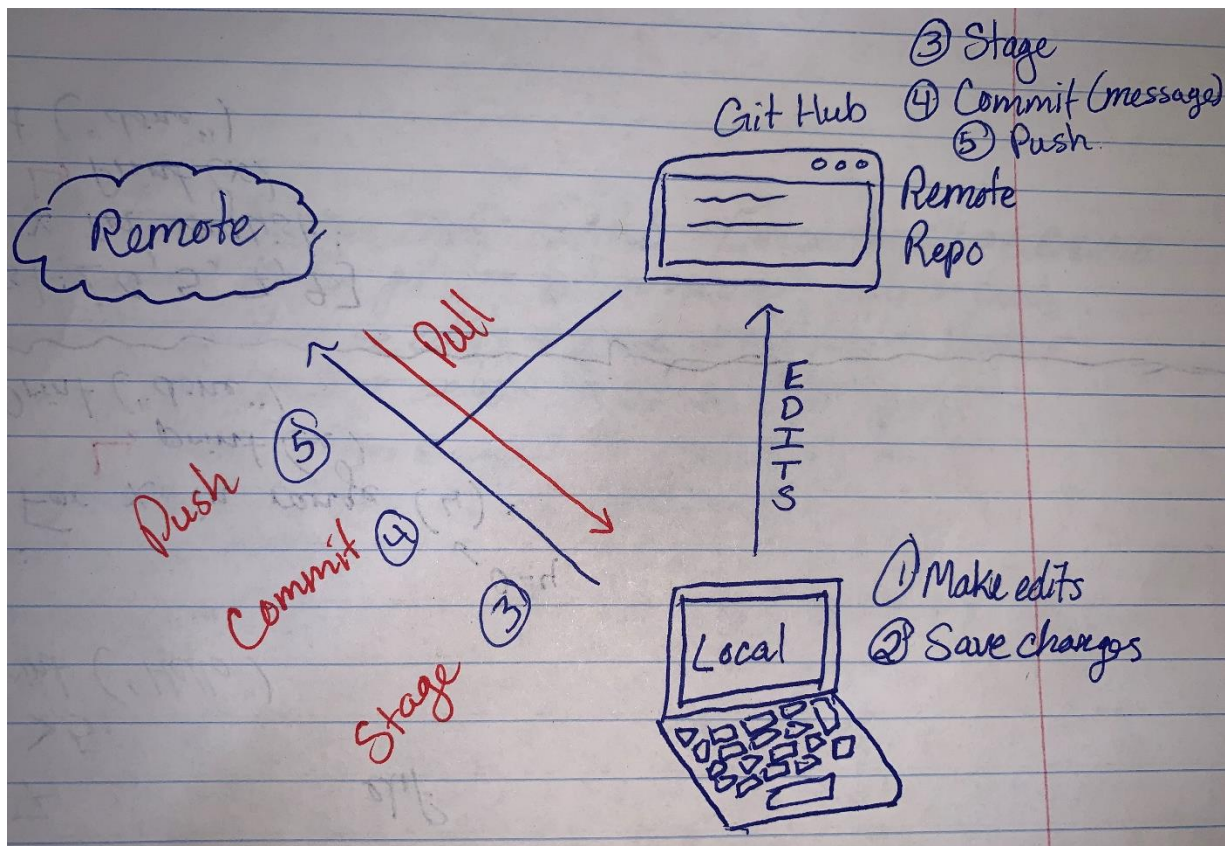 ③ Stage
Git Hub
④ Commit (message)
⑤ Push
Remote
Remote
Repo
Pull
EDITS
⑤
Push
④
Commit
③
Stage
① Make edits
② Save changes
Local